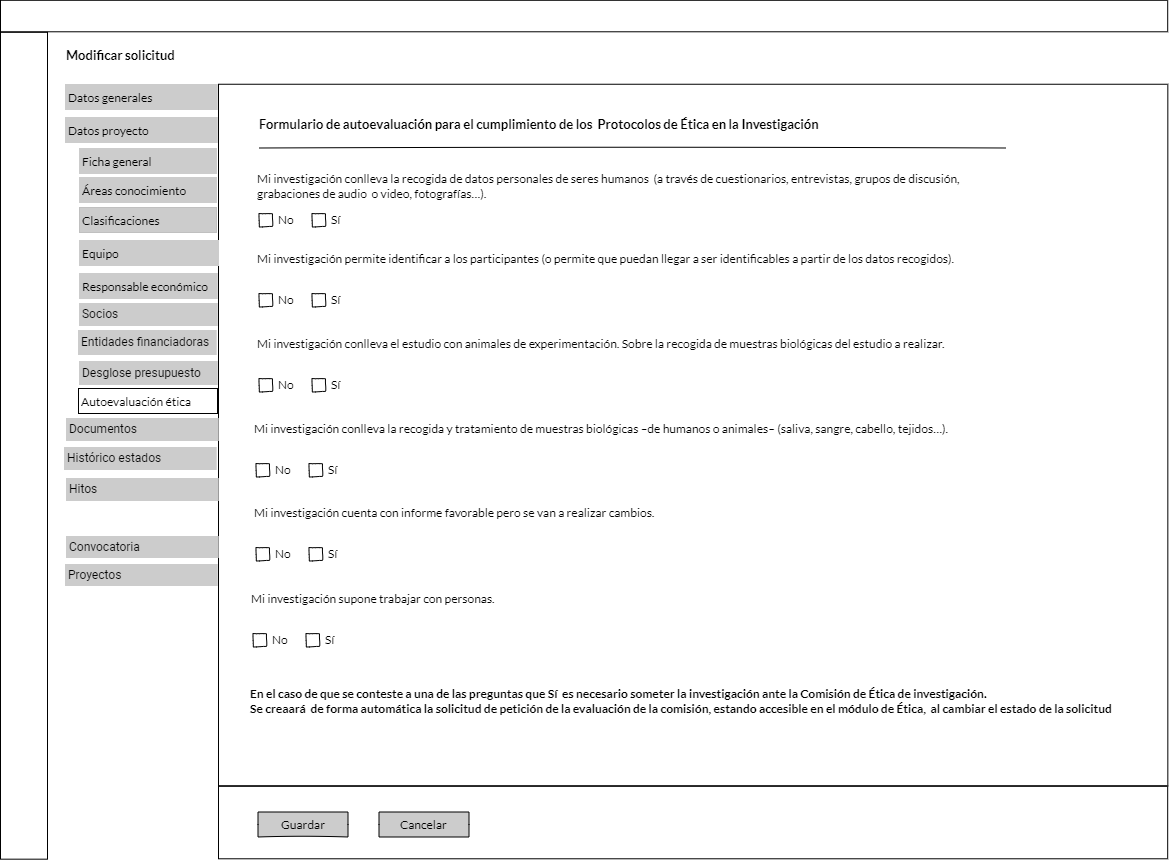 Modificar solicitud
Datos generales
Datos proyecto
Ficha general
Áreas conocimiento
Clasificaciones
Equipo
Responsable económico
Socios
Entidades financiadoras
Desglose presupuesto
Autoevaluación ética
Documentos
Histórico estados
Hitos
Convocatoria
Proyectos
Formulario de autoevaluación para el cumplimiento de los Protocolos de Ética en la Investigación
Mi investigación conlleva la recogida de datos personales de seres humanos (a través de cuestionarios, entrevistas, grupos de discusión,
grabaciones de audio o video, fotografías...).
No Sí
Mi investigación permite identificar a los participantes (o permite que puedan llegar a ser identificables a partir de los datos recogidos).
No Sí
Mi investigación conlleva el estudio con animales de experimentación. Sobre la recogida de muestras biológicas del estudio a realizar.
No Sí
Mi investigación conlleva la recogida y tratamiento de muestras biológicas –de humanos o animales– (saliva, sangre, cabello, tejidos...).
No Sí
Mi investigación cuenta con informe favorable pero se van a realizar cambios.
No Sí
Mi investigación supone trabajar con personas.
No Sí
En el caso de que se conteste a una de las preguntas que Sí es necesario someter la investigación ante la Comisión de Ética de investigación.
Se creaará de forma automática la solicitud de petición de la evaluación de la comisión, estando accesible en el módulo de Ética, al cambiar el estado de la solicitud
Guardar Cancelar